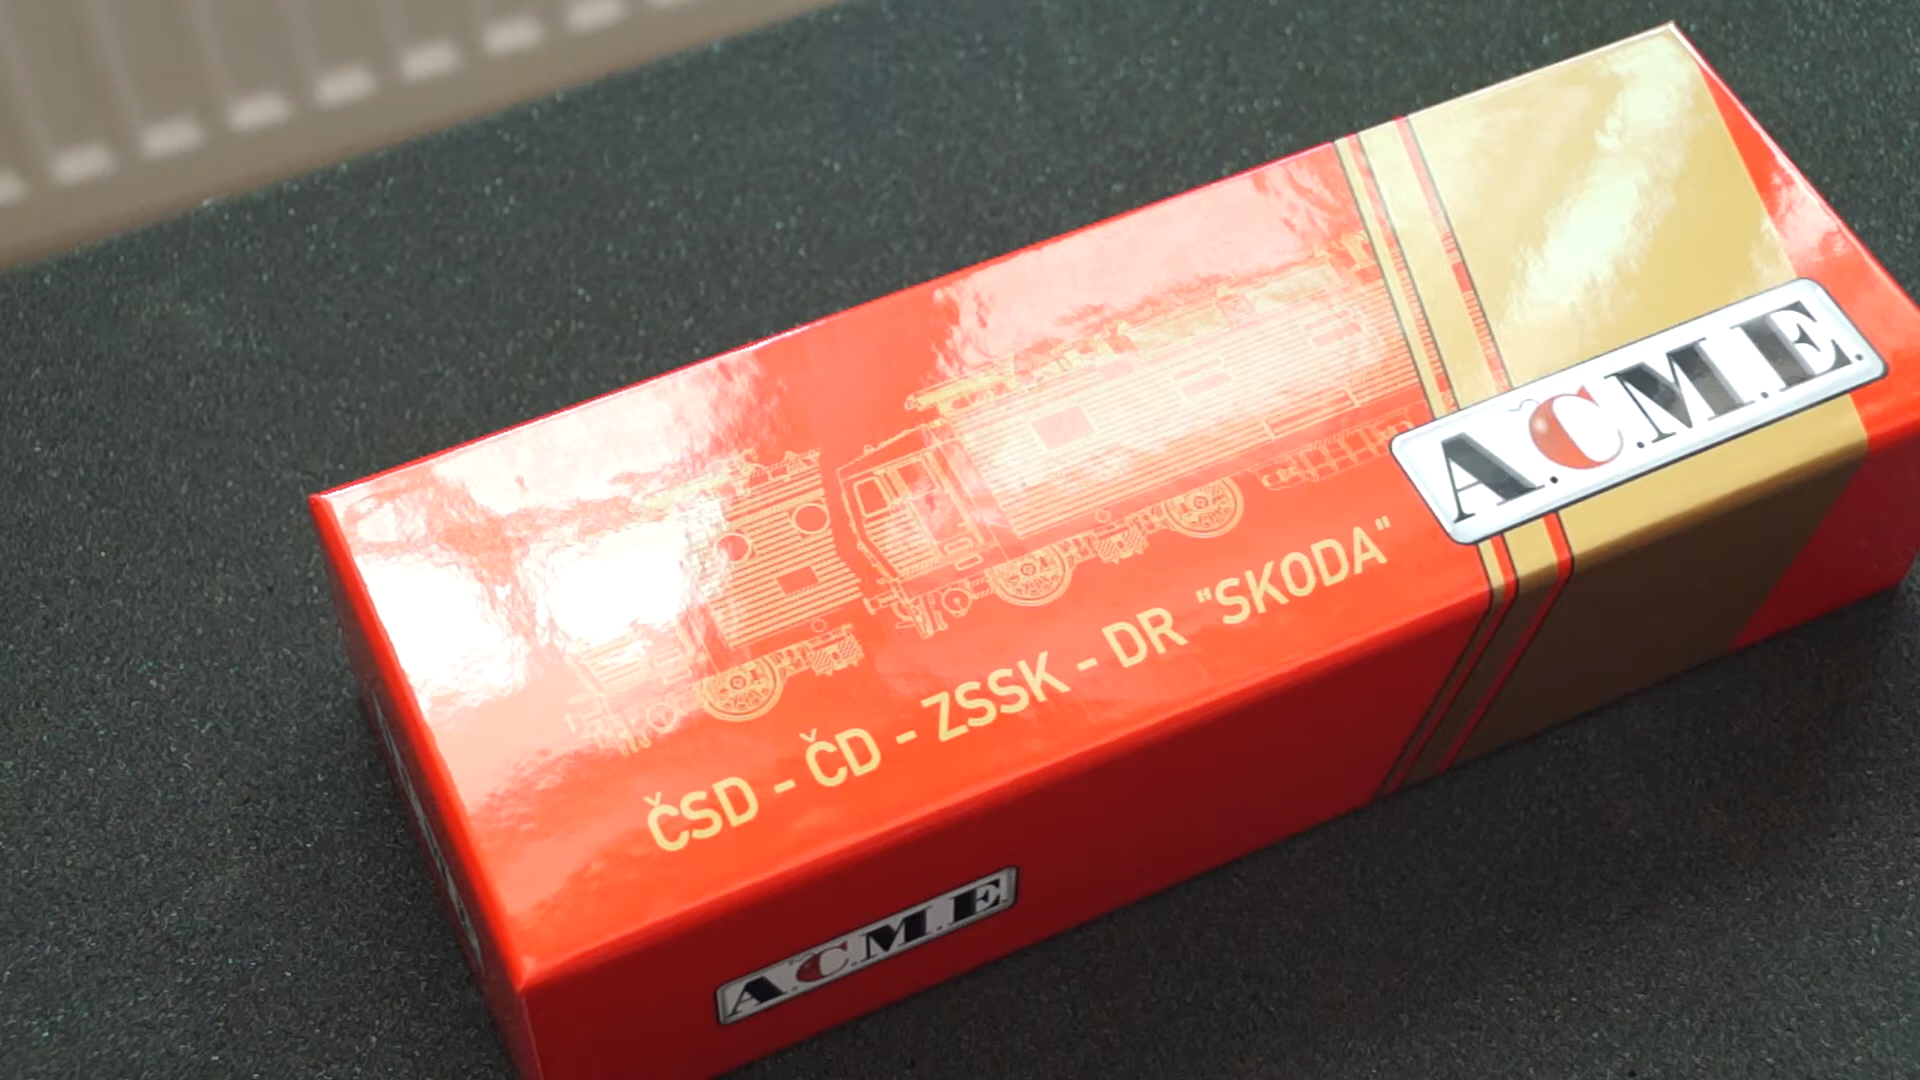 A.C.M.E.
ČSD - ČD - ZSSK - DR "SKODA"
A.C.M.E.